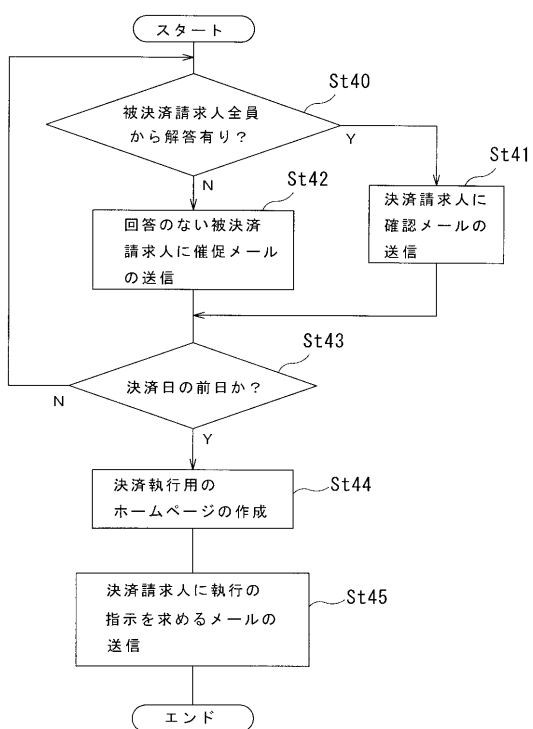 スタート
St40
被決済請求人全員
から解答有り？
Y
N
St41
決済請求人に
確認メールの
送信
St42
回答のない被決済
請求人に催促メール
の送信
St43
決済日の前日か？
N
Y
St44
決済執行用の
ホームページの作成
St45
決済請求人に執行の
指示を求めるメールの
送信
エンド